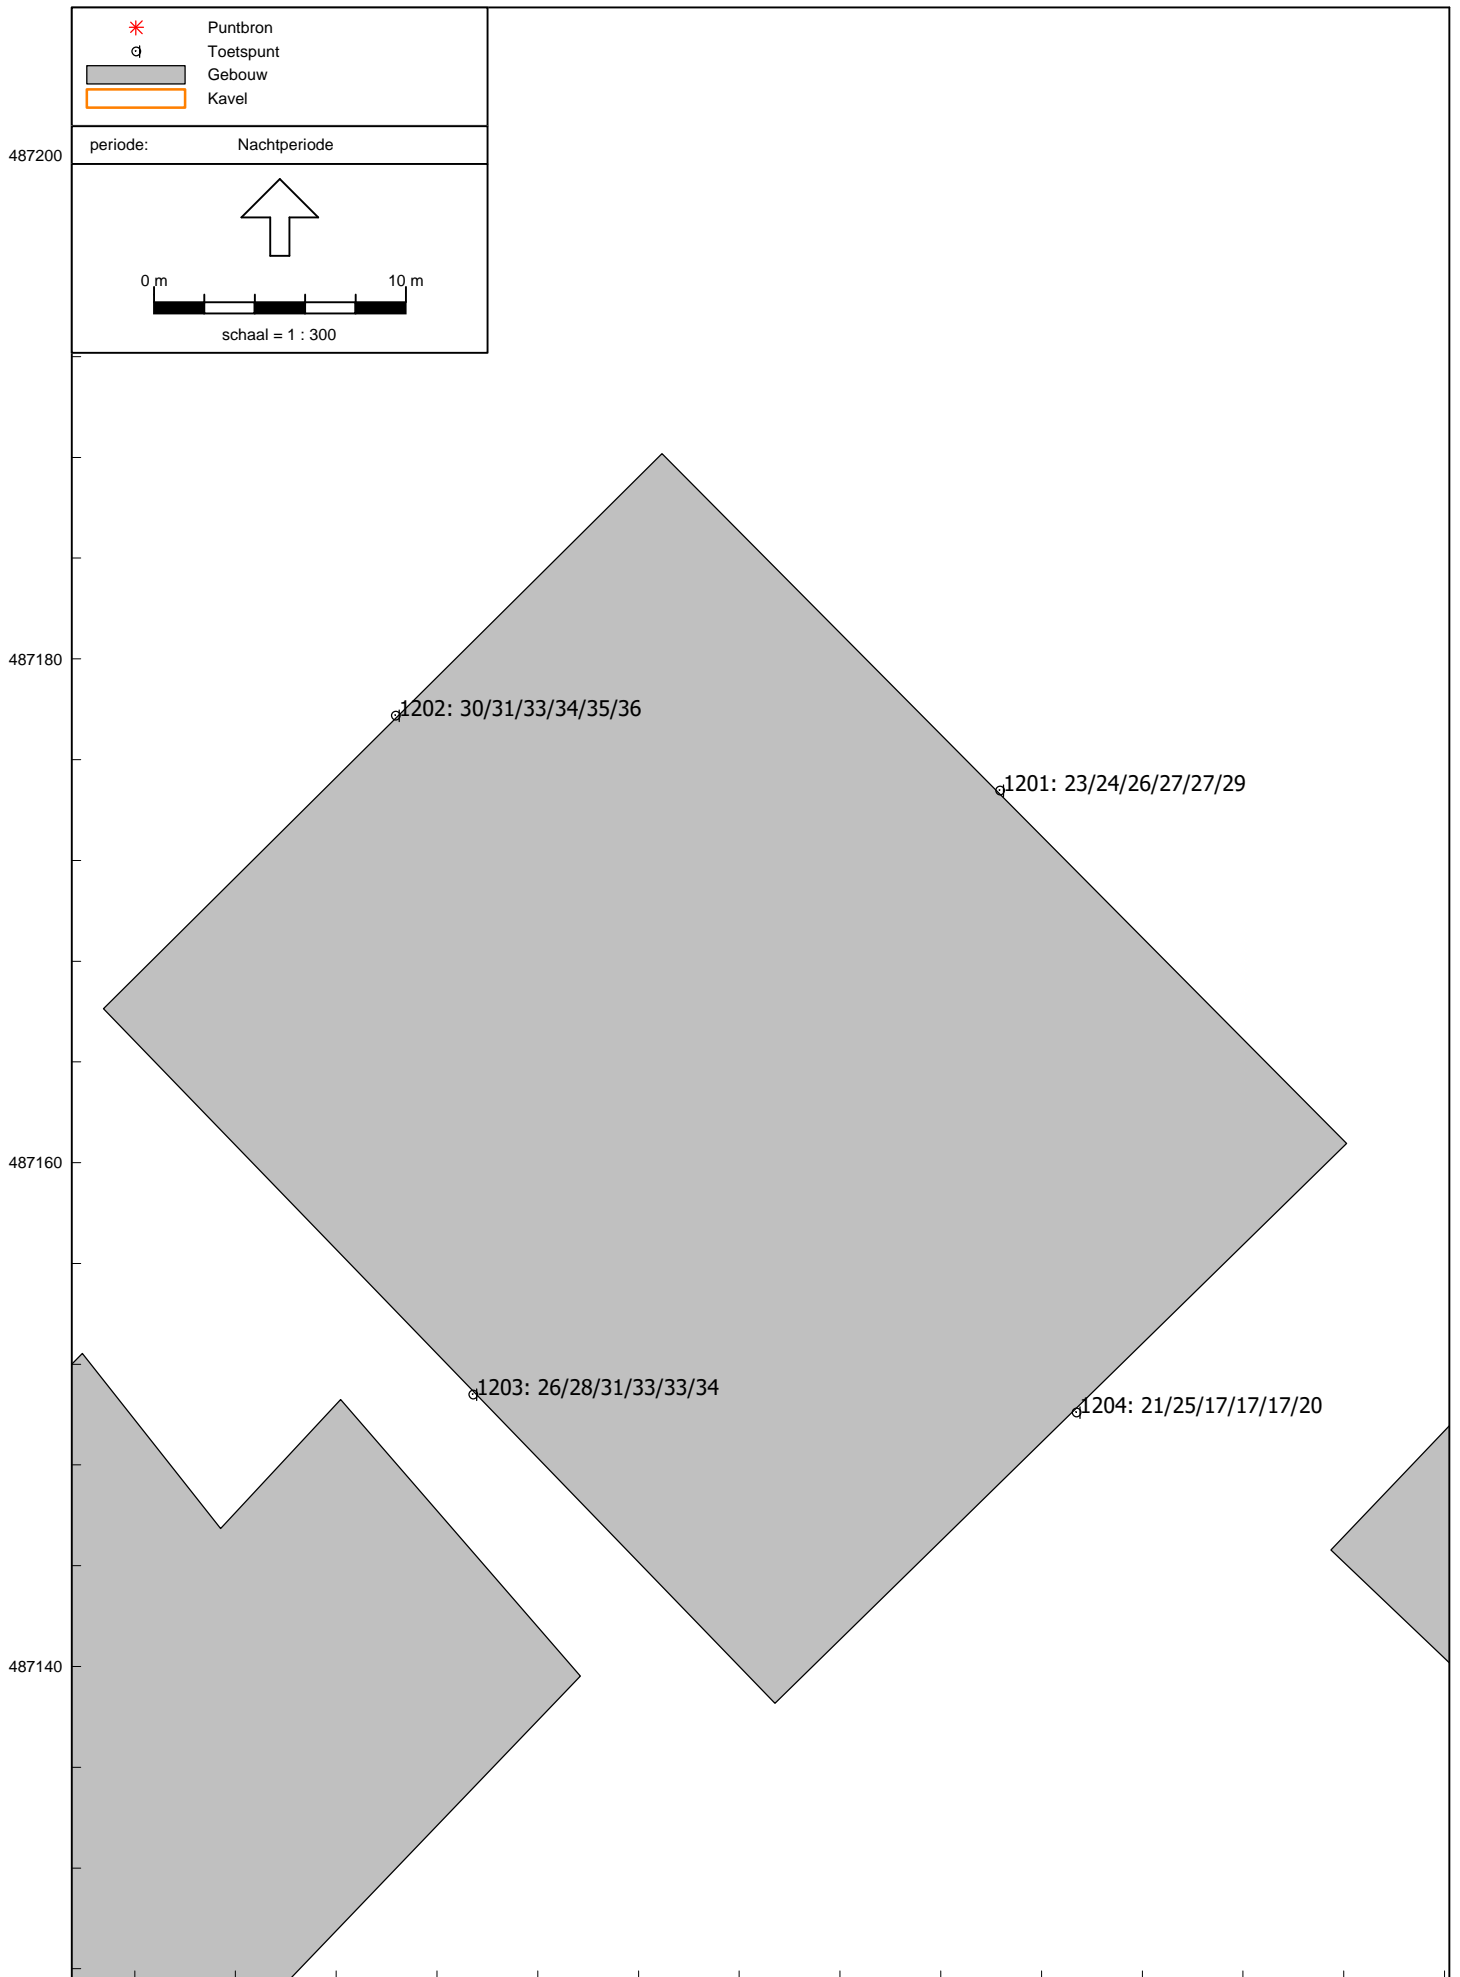 Puntbron
Toetspunt
Gebouw
Kavel
periode: Nachtperiode
487200
0 m 10 m
schaal = 1 : 300
487180
1202: 30/31/33/34/35/36
1201: 23/24/26/27/27/29
487160
1203: 26/28/31/33/33/34
1204: 21/25/17/17/17/20
487140